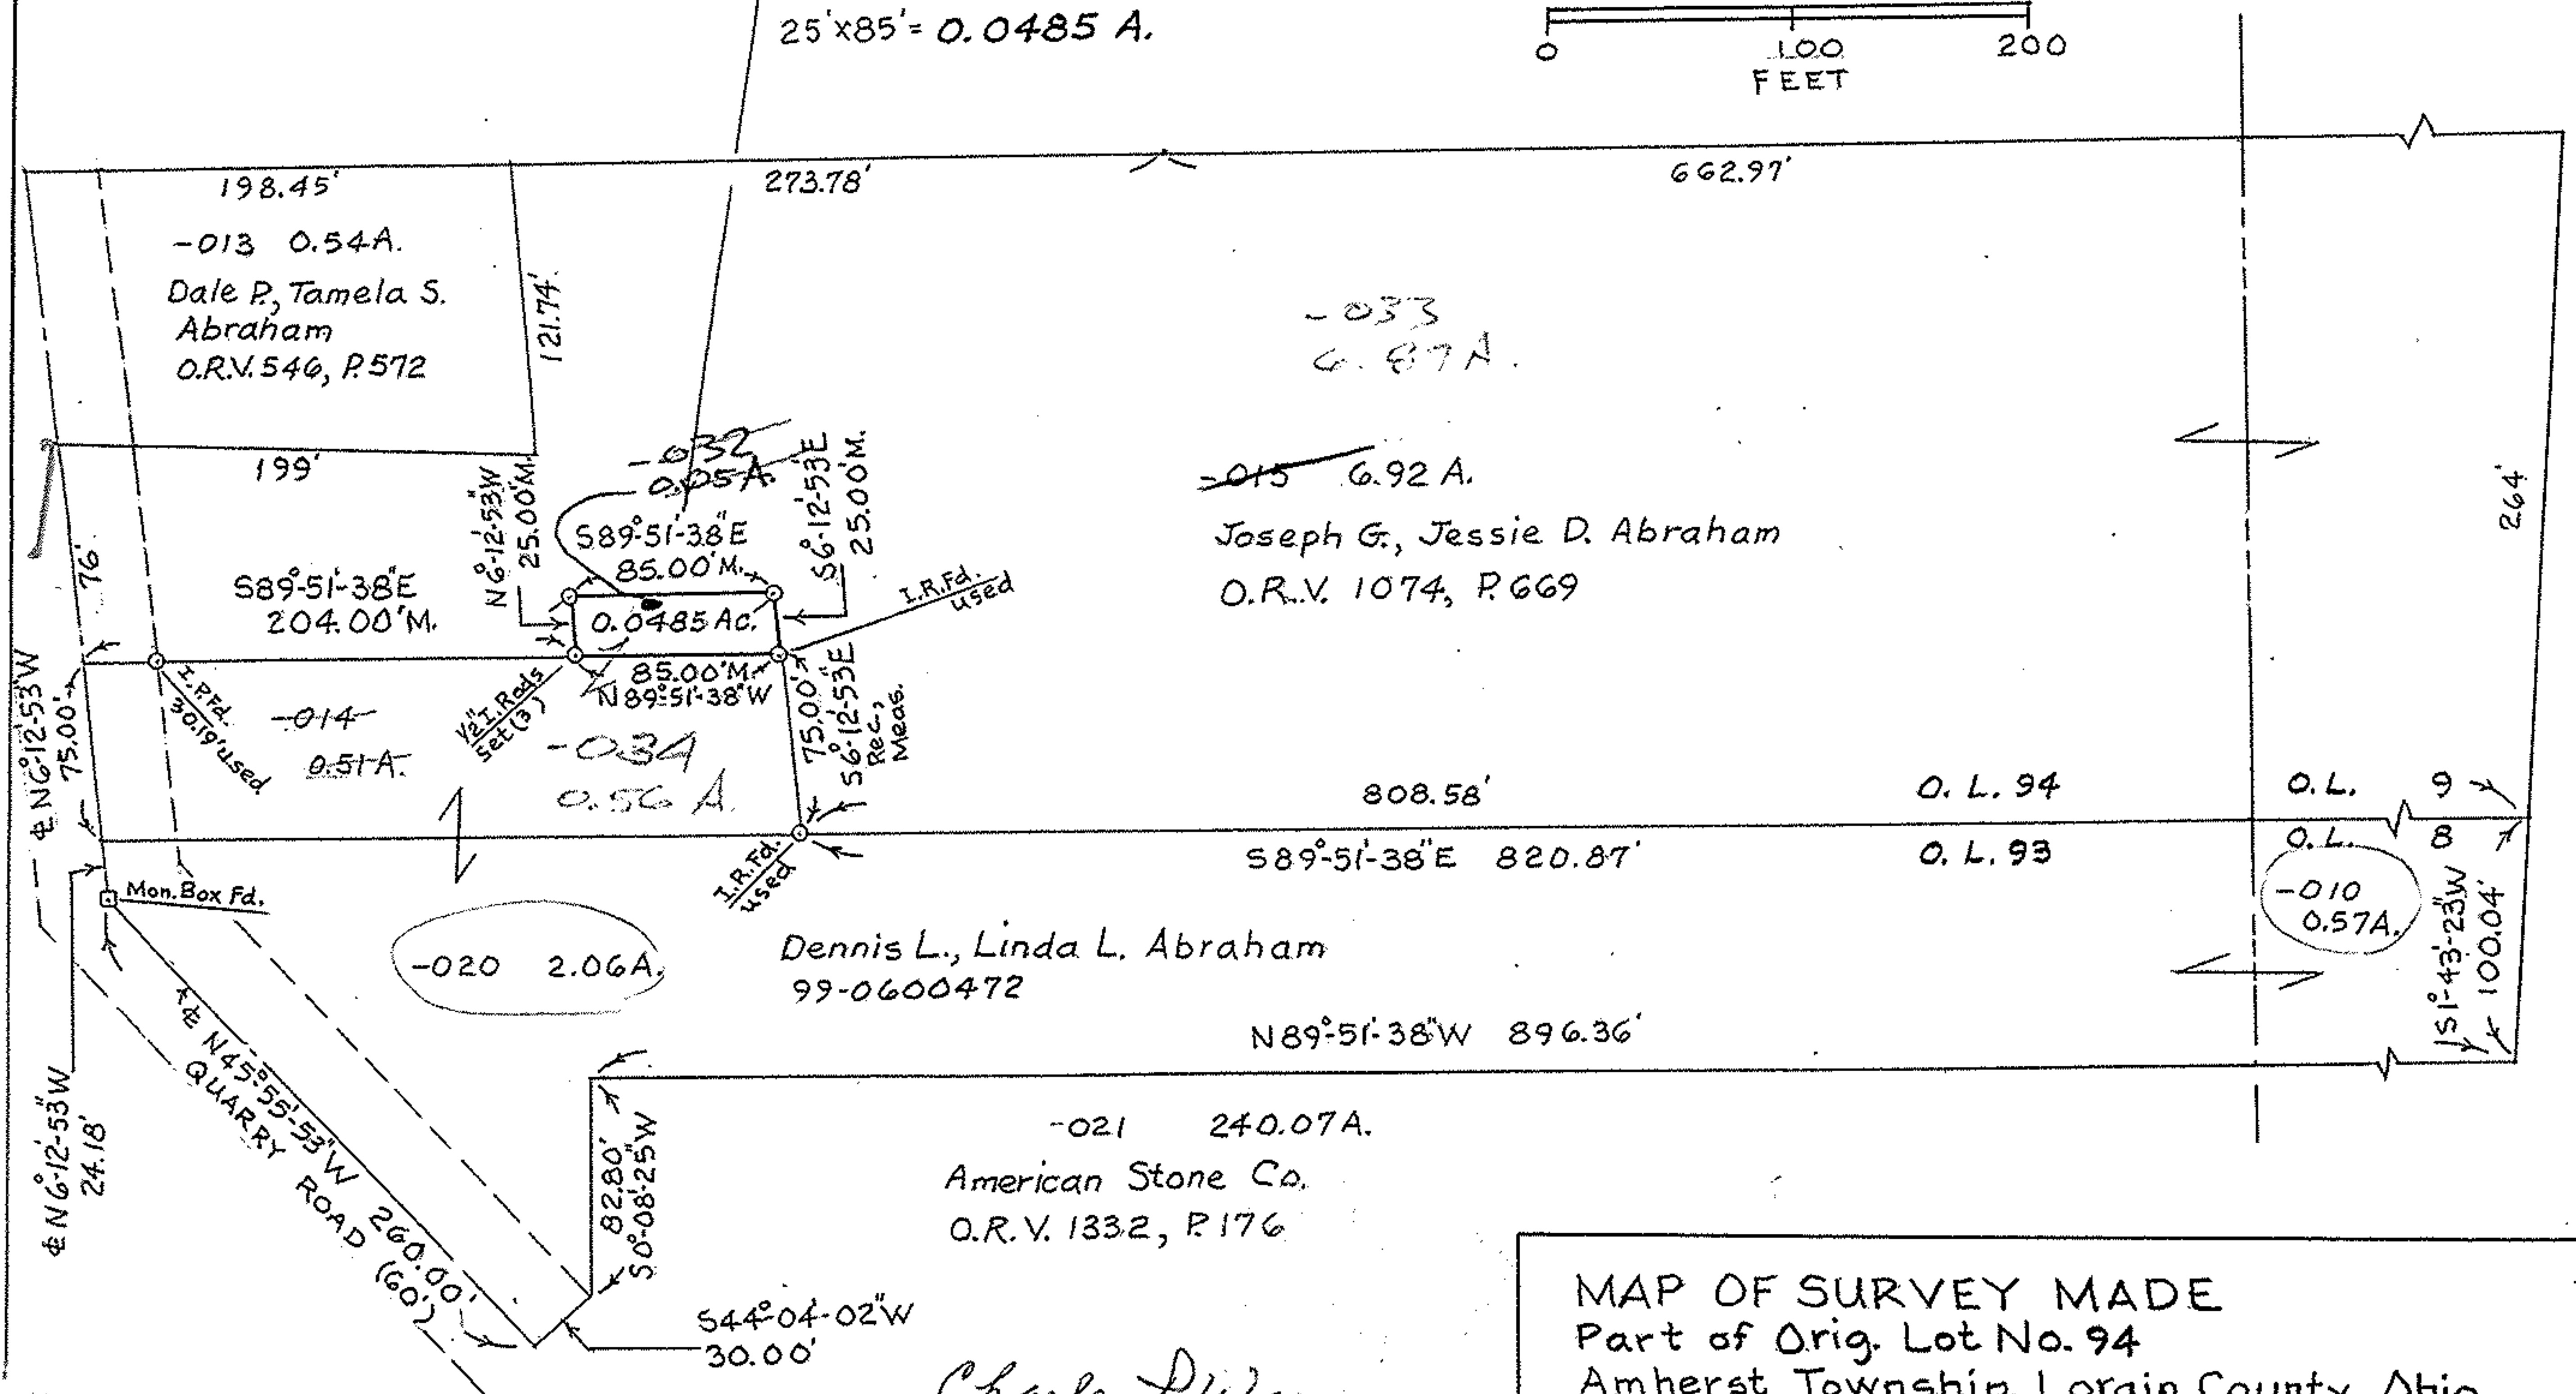 25'x85'= 0.0485 A.
0 100 200
FEET
198.45'
273.78'
662.97'
-013 0.54A.
Dale P., Tamela S.
Abraham
O.R.V. 546, P. 572
121.74'
199'
76'
-033
6.87 A.
-015 6.92 A.
Joseph G., Jessie D. Abraham
O.R.V. 1074, P. 669
264'
-032
0.05 A.
N6°-12'-53"W
25.00'M.
S89°-51'-38"E
85.00'M.
S6°-12'-53"E
25.00'M.
0.0485 Ac.
I.R.Fd.
used
S89°-51'-38"E
204.00'M.
85.00'M.
N89°-51'-38"W
I.P.Fd.
30.19' used
1/2" I. Rods
set (3)
℄ N6°-12'-53"W
75.00'
-014
0.51 A.
-034
0.56 A.
75.00'
S6°-12'-53"E
Rec.,
Meas.
808.58'
O. L. 94
O. L. 9
S89°-51'-38"E 820.87'
O. L. 93
O. L. 8
I.R.Fd.
used
Mon. Box Fd.
-020 2.06A.
Dennis L., Linda L. Abraham
99-0600472
-010
0.57A.
S1°-43'-23"W
100.04'
N89°-51'-38"W 896.36'
℄ N6°-12'-53"W
24.18'
℄ N45°-55'-53"W 260.00'
QUARRY ROAD (60')
82.80'
S0°-08'-25"W
-021 240.07A.
American Stone Co.
O.R.V. 1332, P. 176
S44°-04'-02"W
30.00'
MAP OF SURVEY MADE
Part of Orig. Lot No. 94
Amherst Township, Lorain County, Ohio